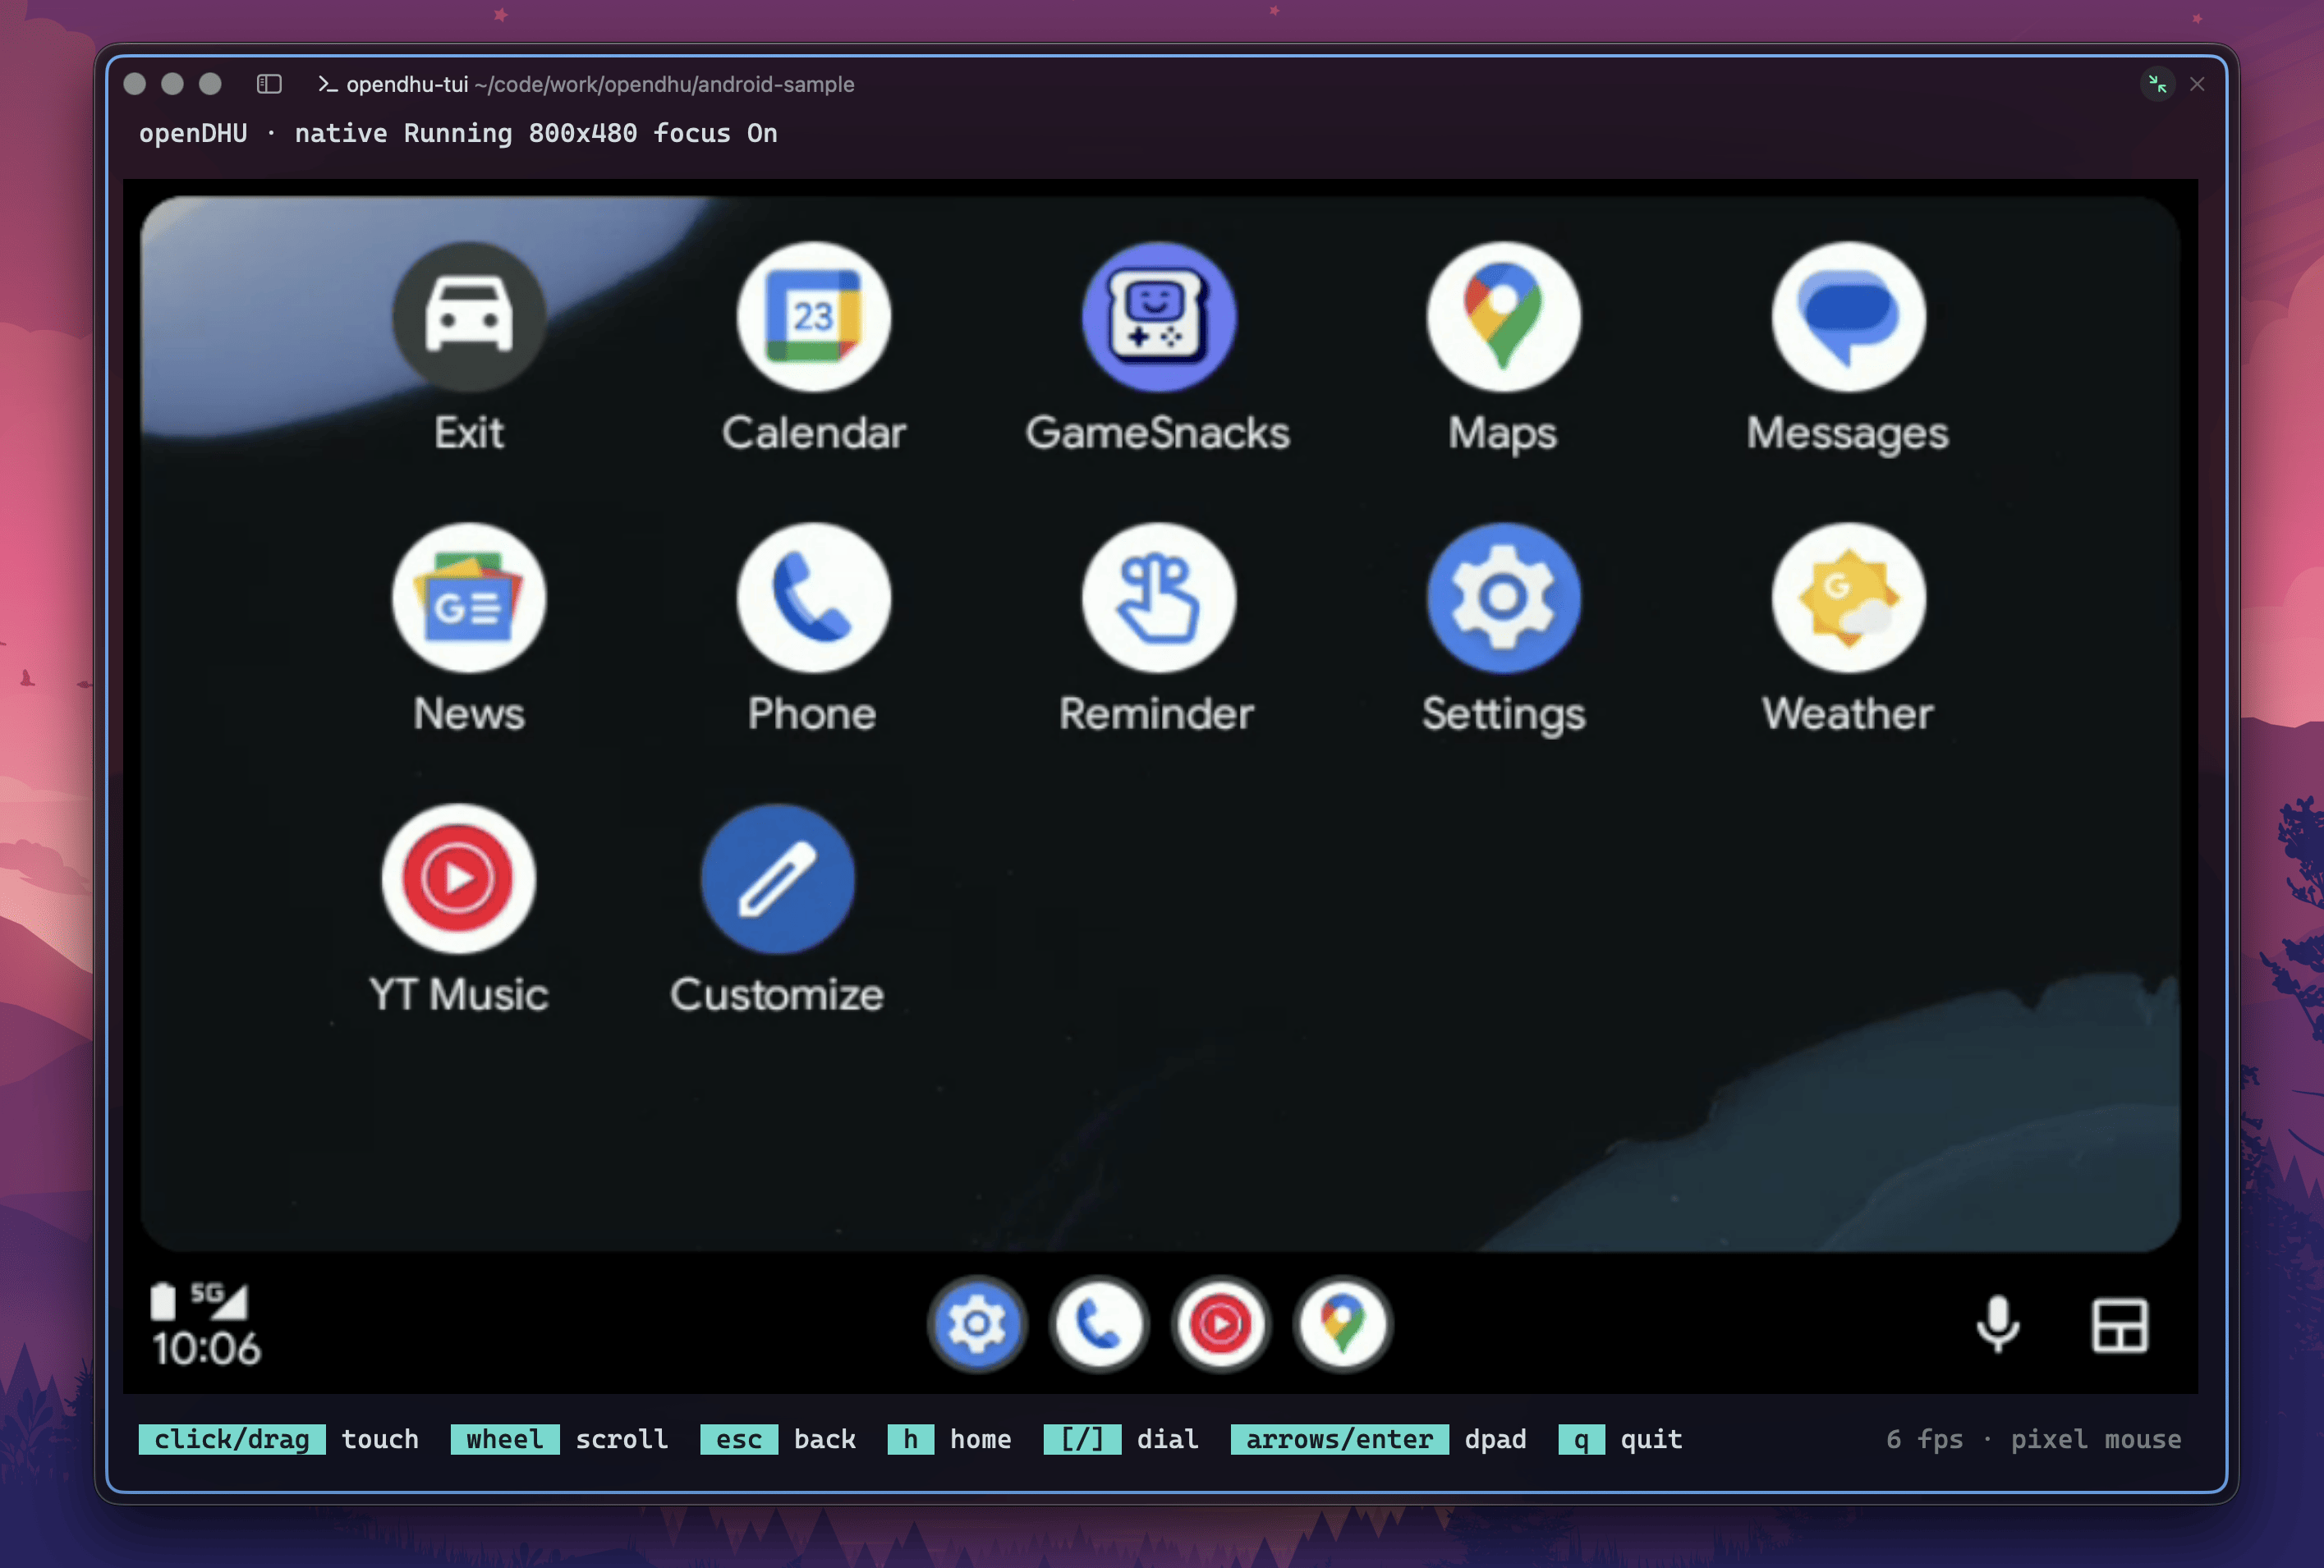 opendhu-tui ~/code/work/opendhu/android-sample
openDHU · native Running 800x480 focus On
23
Exit Calendar GameSnacks Maps Messages
G G
News Phone Reminder Settings Weather
YT Music Customize
5G
10:06
click/drag touch wheel scroll esc back h home [/] dial arrows/enter dpad q quit 6 fps · pixel mouse